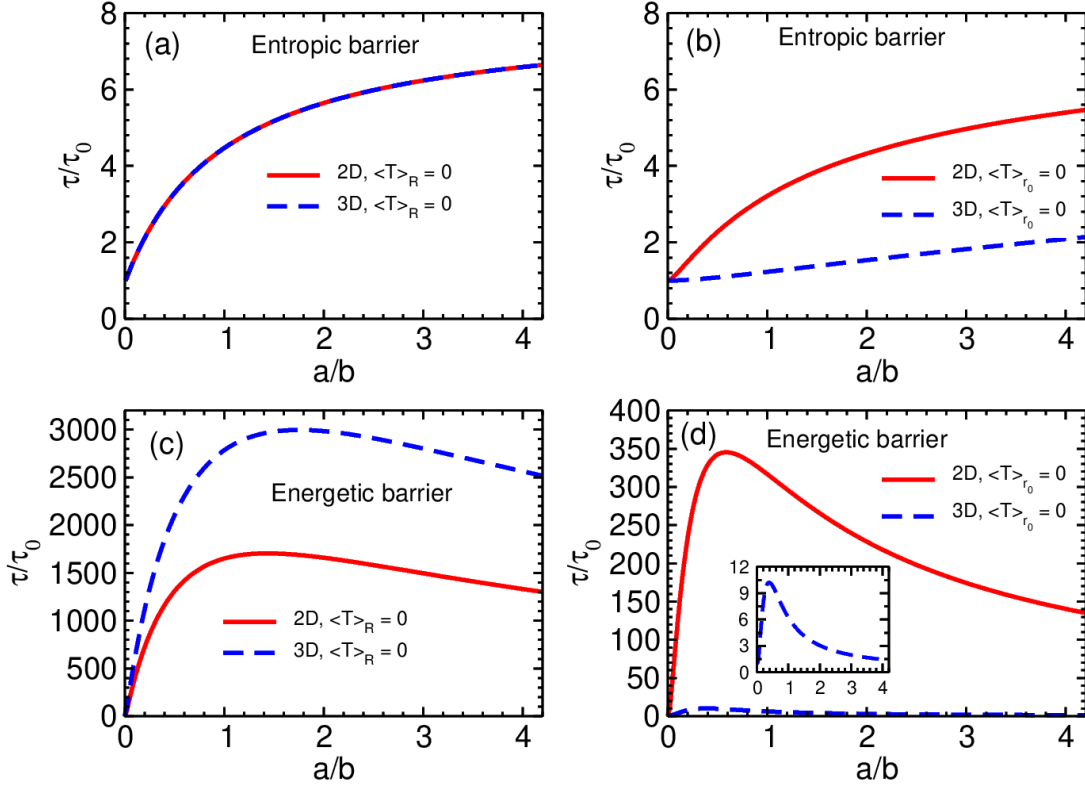 (a) Entropic barrier
τ/τ₀
8
6
4
2
0
2D, <T>_R = 0
3D, <T>_R = 0
0 1 2 3 4
a/b
(b) Entropic barrier
τ/τ₀
8
6
4
2
0
2D, <T>_{r₀} = 0
3D, <T>_{r₀} = 0
0 1 2 3 4
a/b
(c)
Energetic barrier
τ/τ₀
3000
2500
2000
1500
1000
500
0
2D, <T>_R = 0
3D, <T>_R = 0
0 1 2 3 4
a/b
(d) Energetic barrier
τ/τ₀
400
350
300
250
200
150
100
50
0
2D, <T>_{r₀} = 0
3D, <T>_{r₀} = 0
12
9
6
3
0
0 1 2 3 4
0 1 2 3 4
a/b